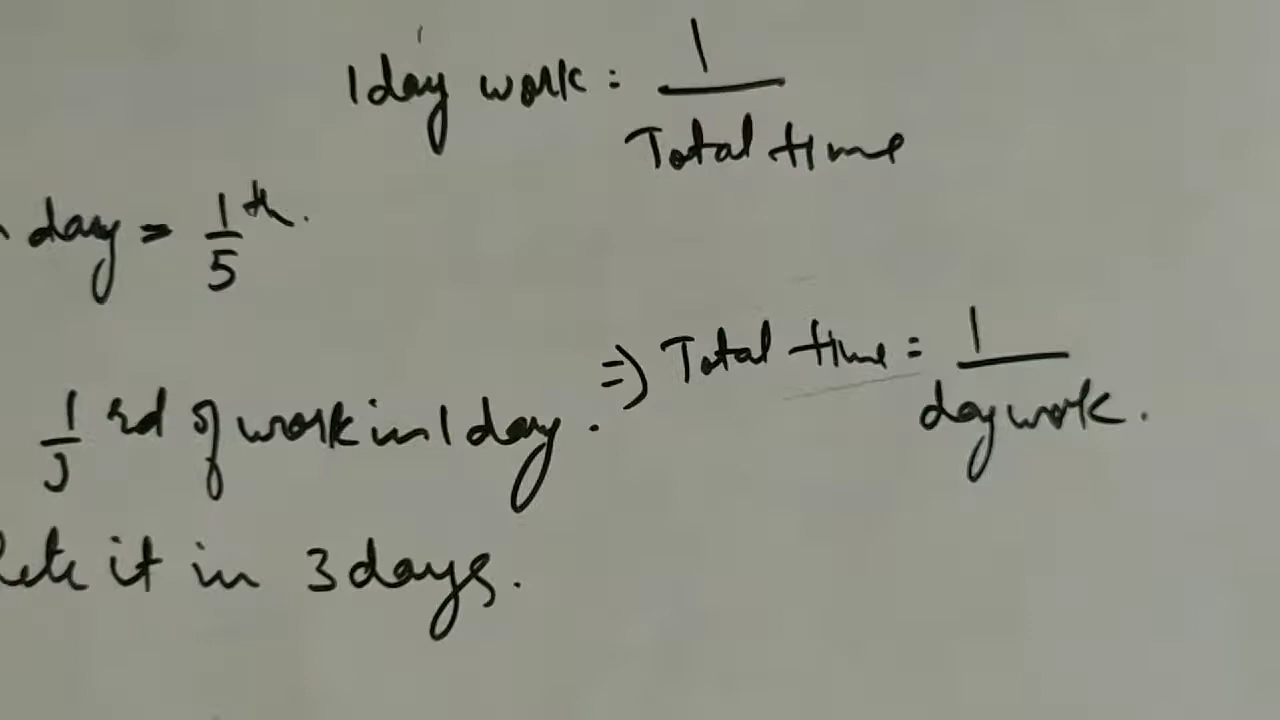 1 day work = 1/Total time
day = 1/5 th.
1/3 rd of work in 1 day. ⇒ Total time = 1/day work.
it in 3 days.